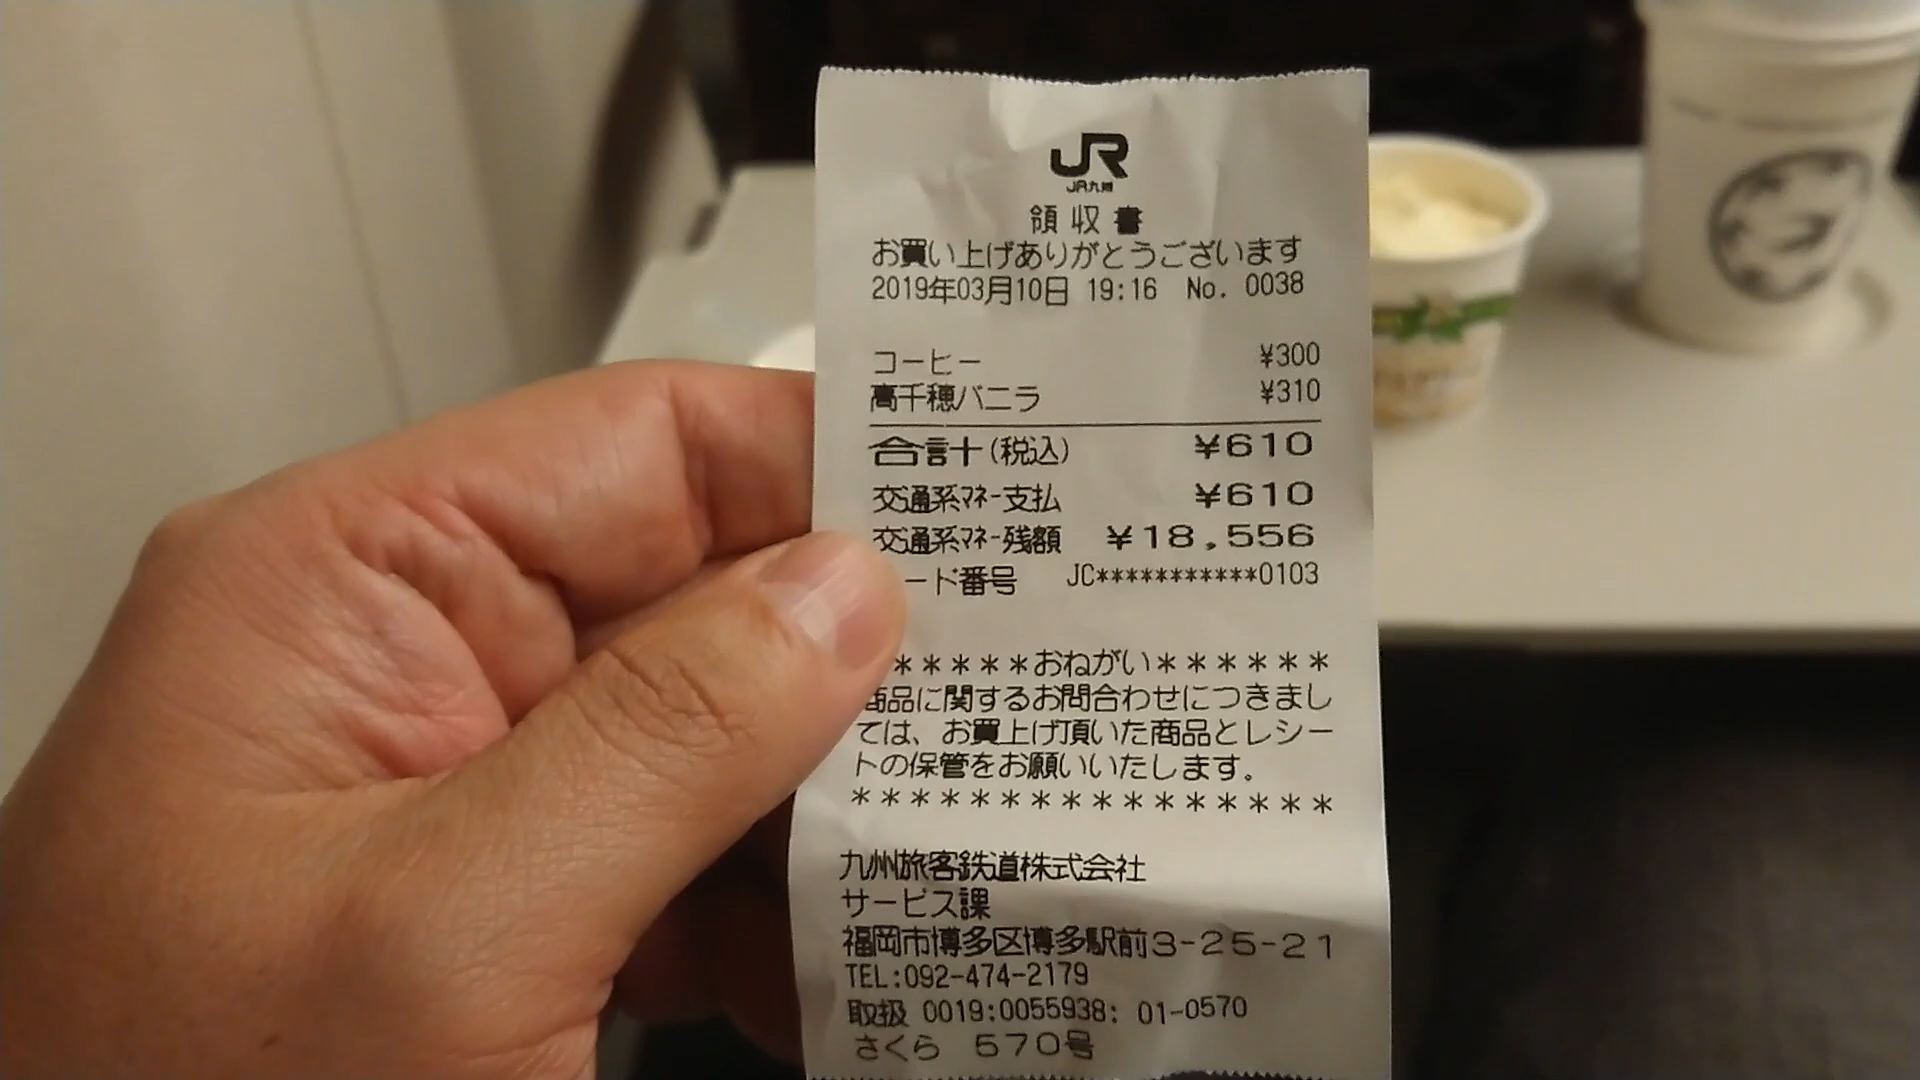 JR
JR九州
領収書
お買い上げありがとうございます
2019年03月10日 19:16 No. 0038
コーヒー ¥300
高千穂バニラ ¥310
合計(税込) ¥610
交通系マネー支払 ¥610
交通系マネー残額 ¥18,556
ード番号 JC***********0103
*****おねがい******
商品に関するお問合わせにつきまし
ては、お買上げ頂いた商品とレシー
トの保管をお願いいたします。
****************
九州旅客鉄道株式会社
サービス課
福岡市博多区博多駅前3-25-21
TEL:092-474-2179
取扱 0019:0055938: 01-0570
さくら 570号